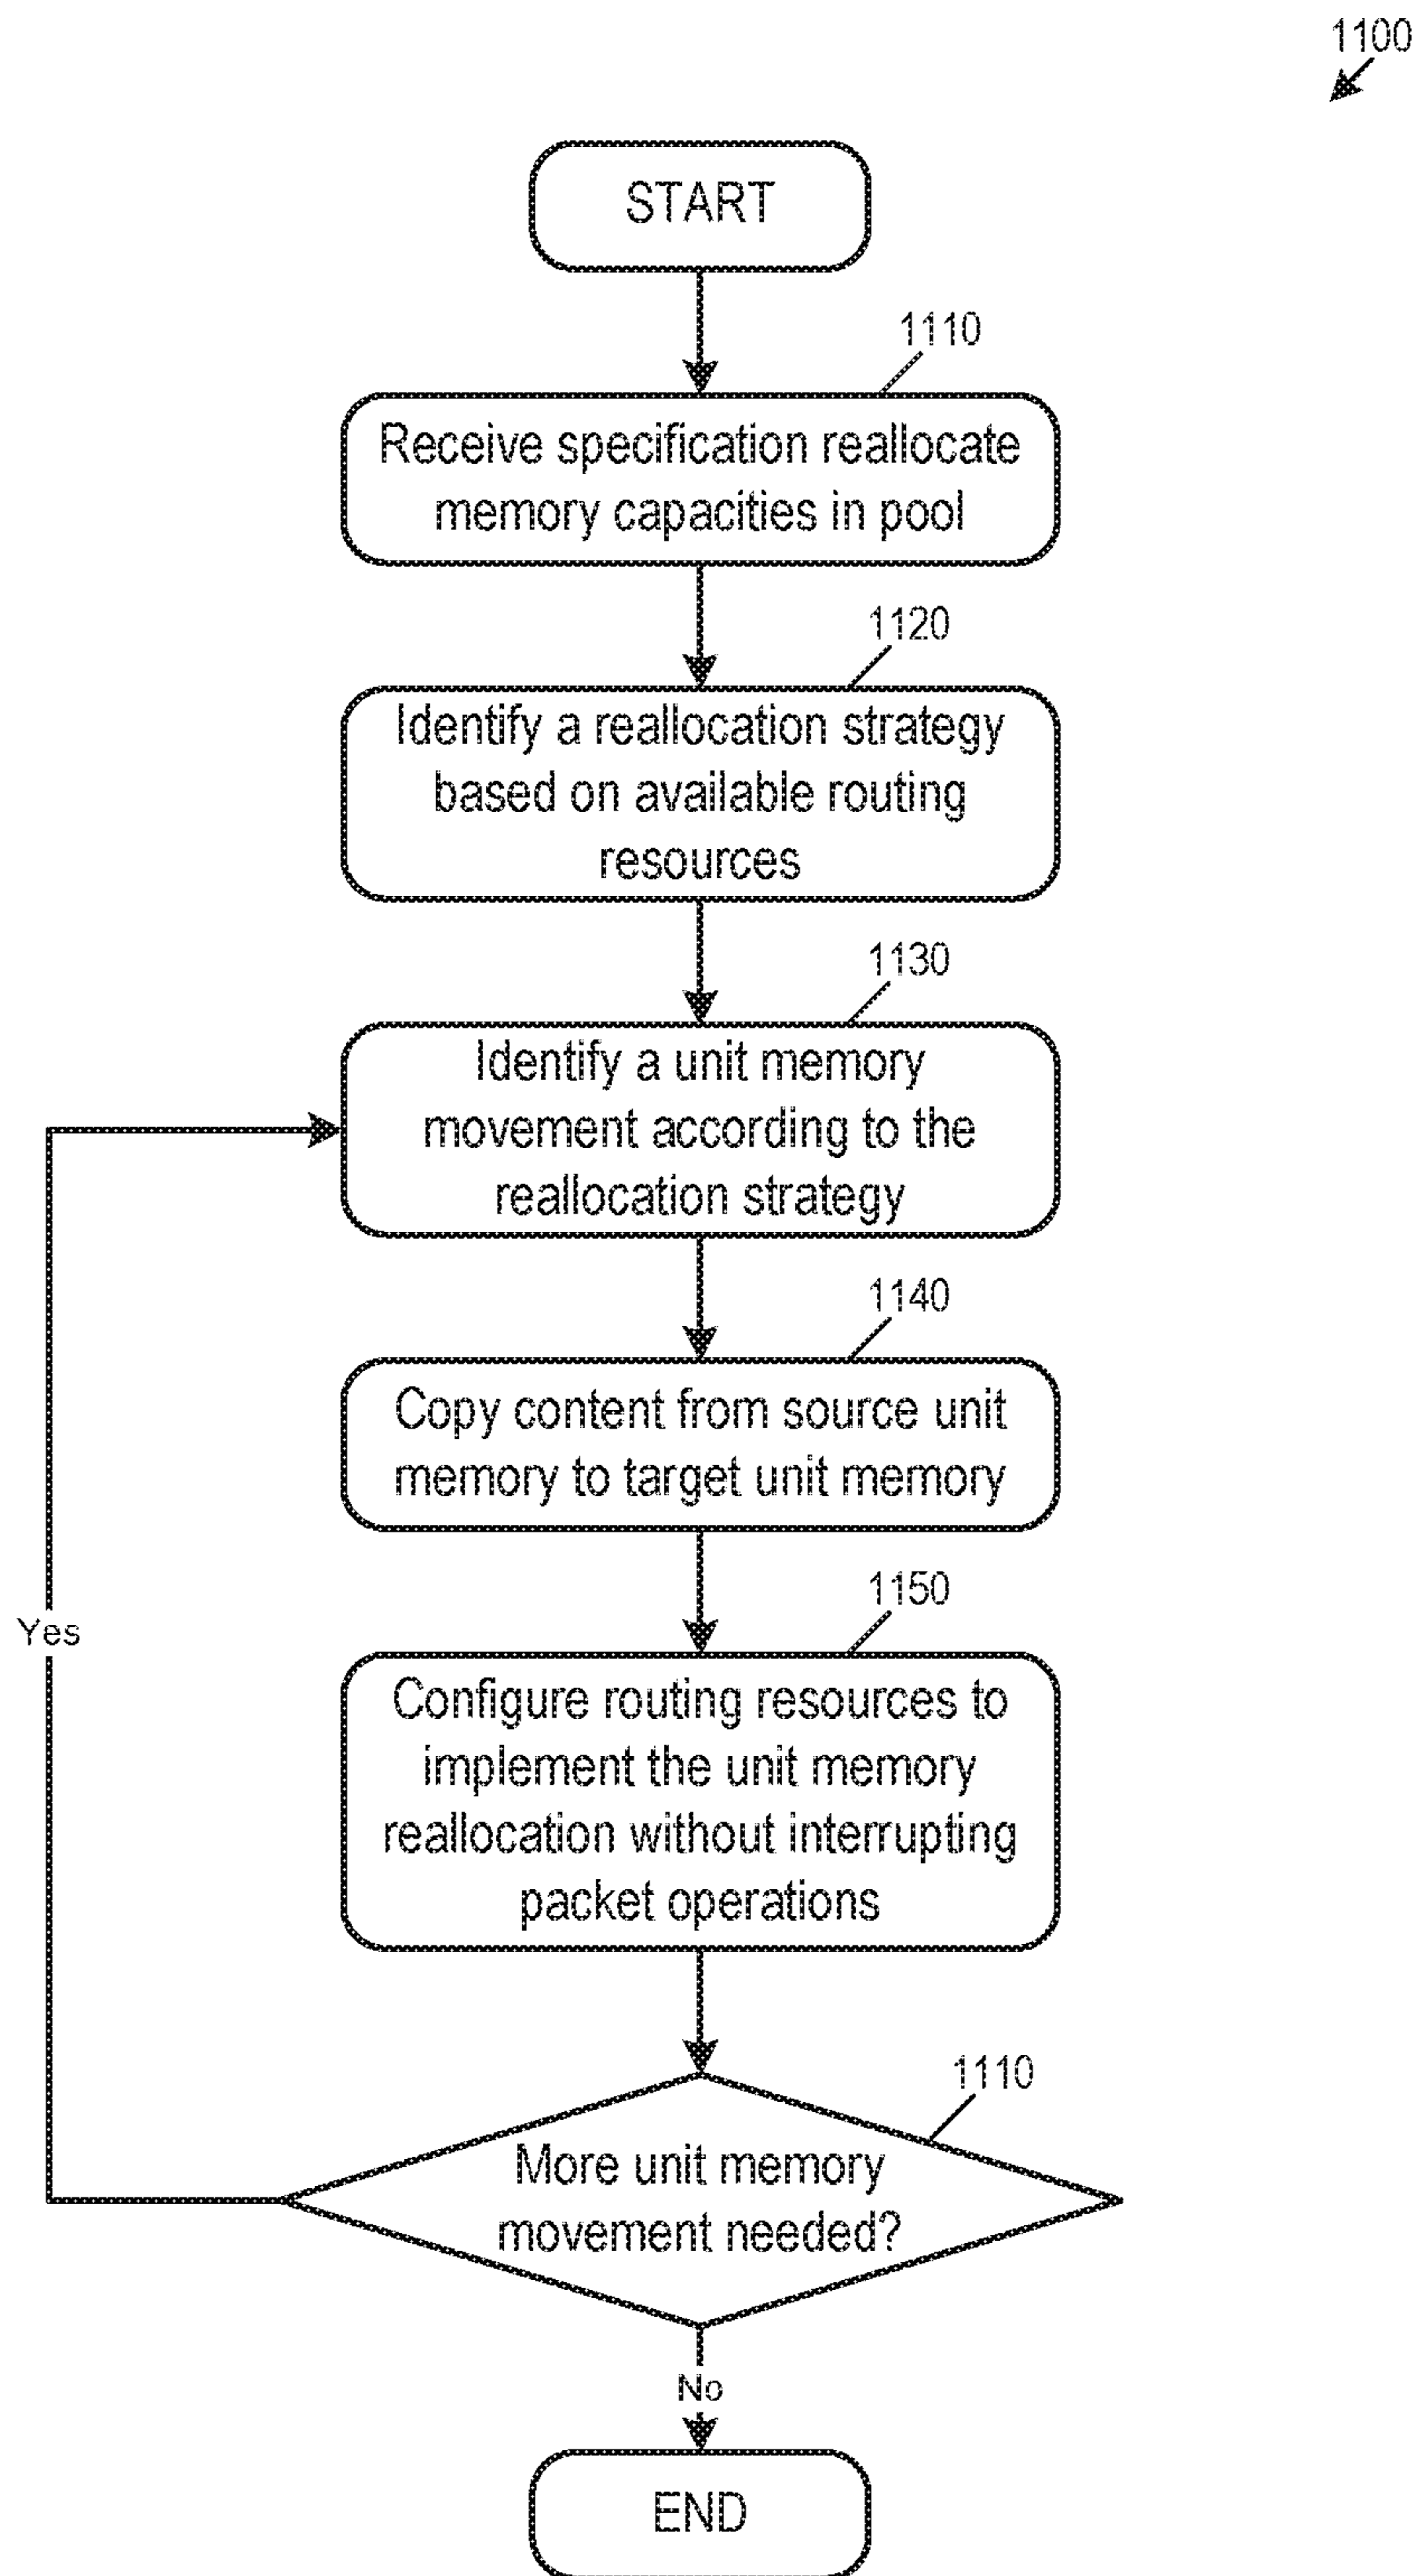 1100
START
1110
Receive specification reallocate
memory capacities in pool
1120
Identify a reallocation strategy
based on available routing
resources
1130
Identify a unit memory
movement according to the
reallocation strategy
1140
Copy content from source unit
memory to target unit memory
1150
Yes
Configure routing resources to
implement the unit memory
reallocation without interrupting
packet operations
1110
More unit memory
movement needed?
No
END